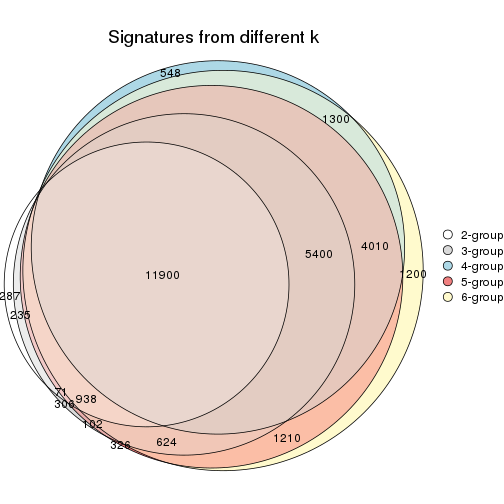 Signatures from different k
548
1300
5400
4010
11900
1200
287
235
71
306
938
102
326
624
1210
2-group
3-group
4-group
5-group
6-group